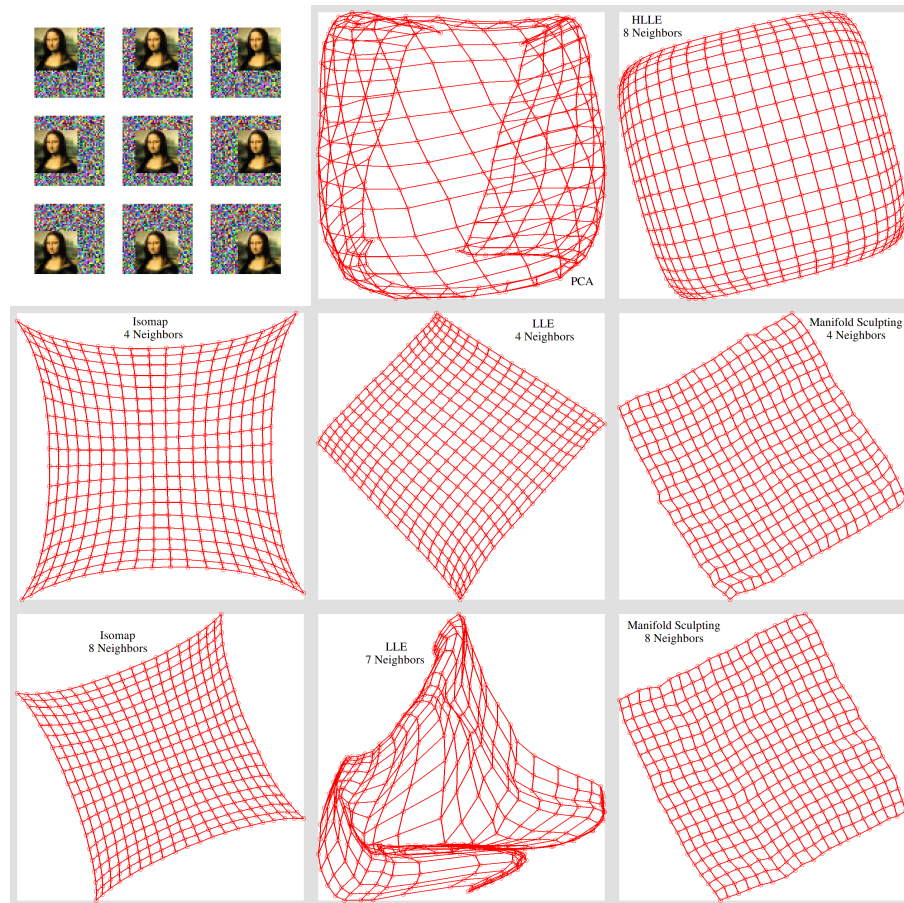 HLLE
8 Neighbors
PCA
Isomap
4 Neighbors
LLE
4 Neighbors
Manifold Sculpting
4 Neighbors
Isomap
8 Neighbors
LLE
7 Neighbors
Manifold Sculpting
8 Neighbors